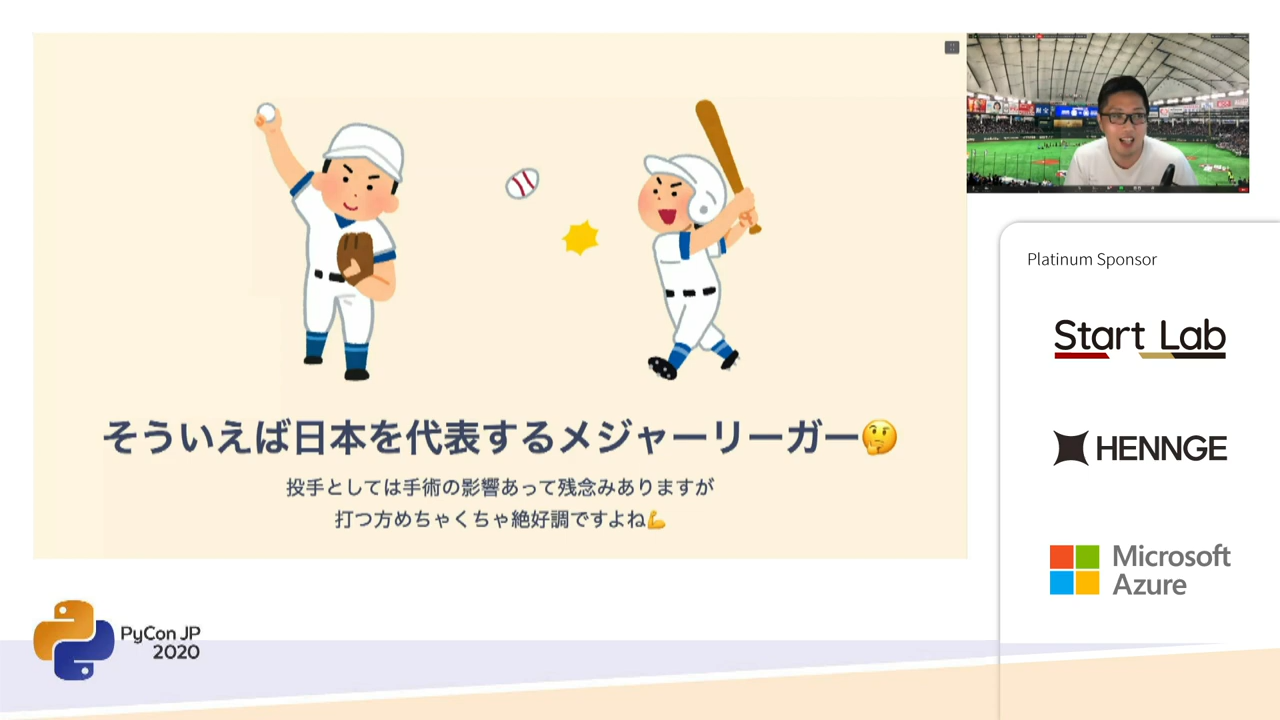 そういえば日本を代表するメジャーリーガー🤔
投手としては手術の影響あって残念みありますが
打つ方めちゃくちゃ絶好調ですよね💪
Platinum Sponsor
Start Lab
HENNGE
Microsoft
Azure
PyCon JP
2020